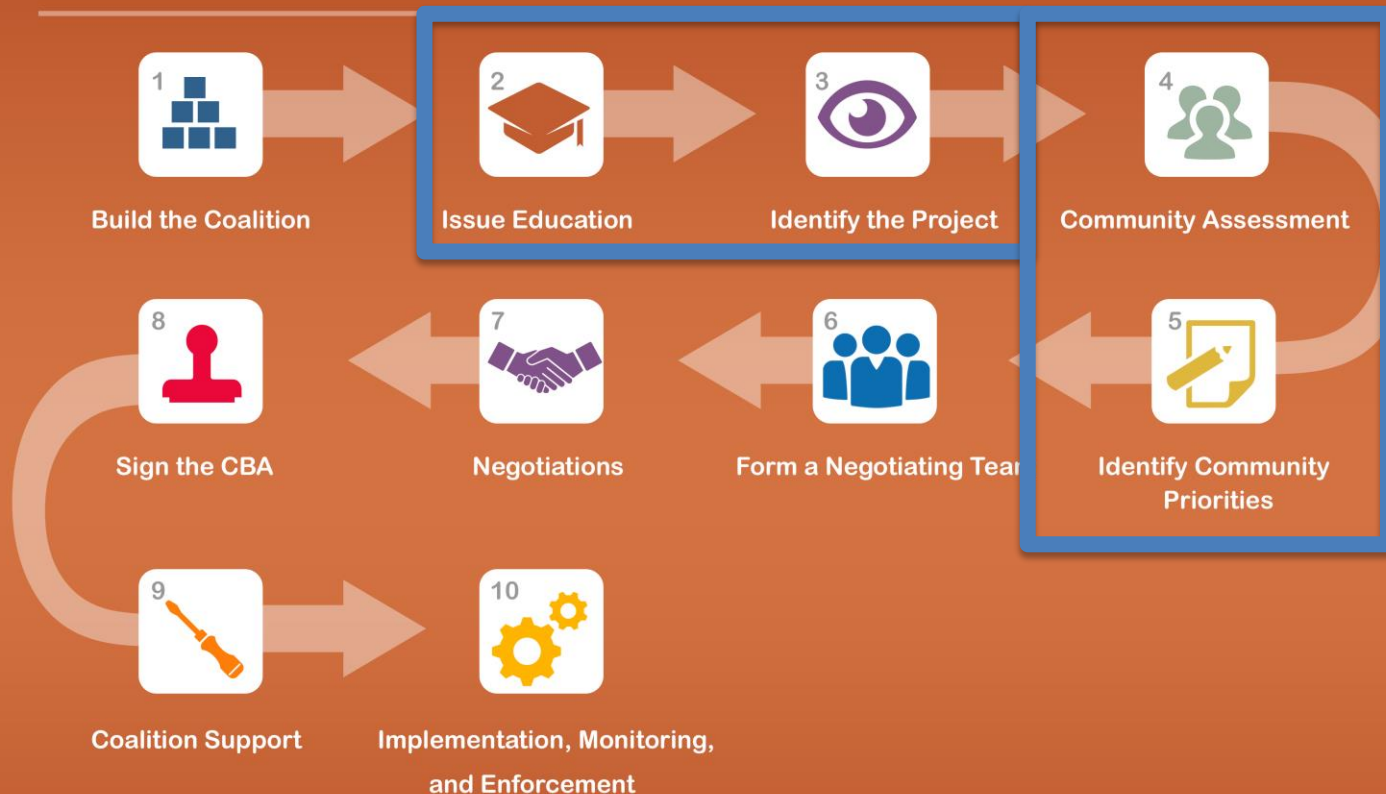 1
Build the Coalition
2
Issue Education
3
Identify the Project
4
Community Assessment
5
Identify Community
Priorities
6
Form a Negotiating Tea
7
Negotiations
8
Sign the CBA
9
Coalition Support
10
Implementation, Monitoring,
and Enforcement